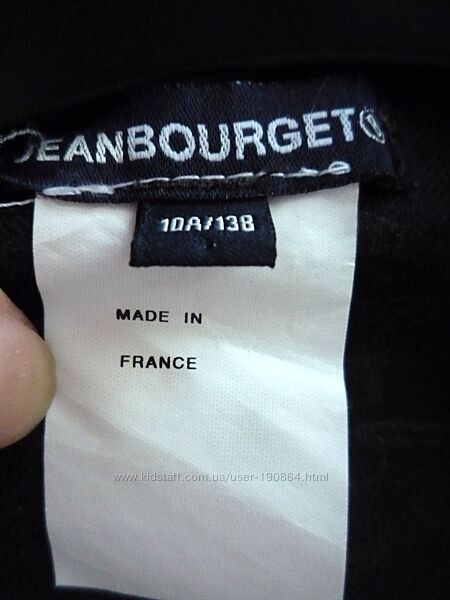 JEANBOURGET
10A/138
MADE IN
FRANCE
www.kidstaff.com.ua/user-190864.html